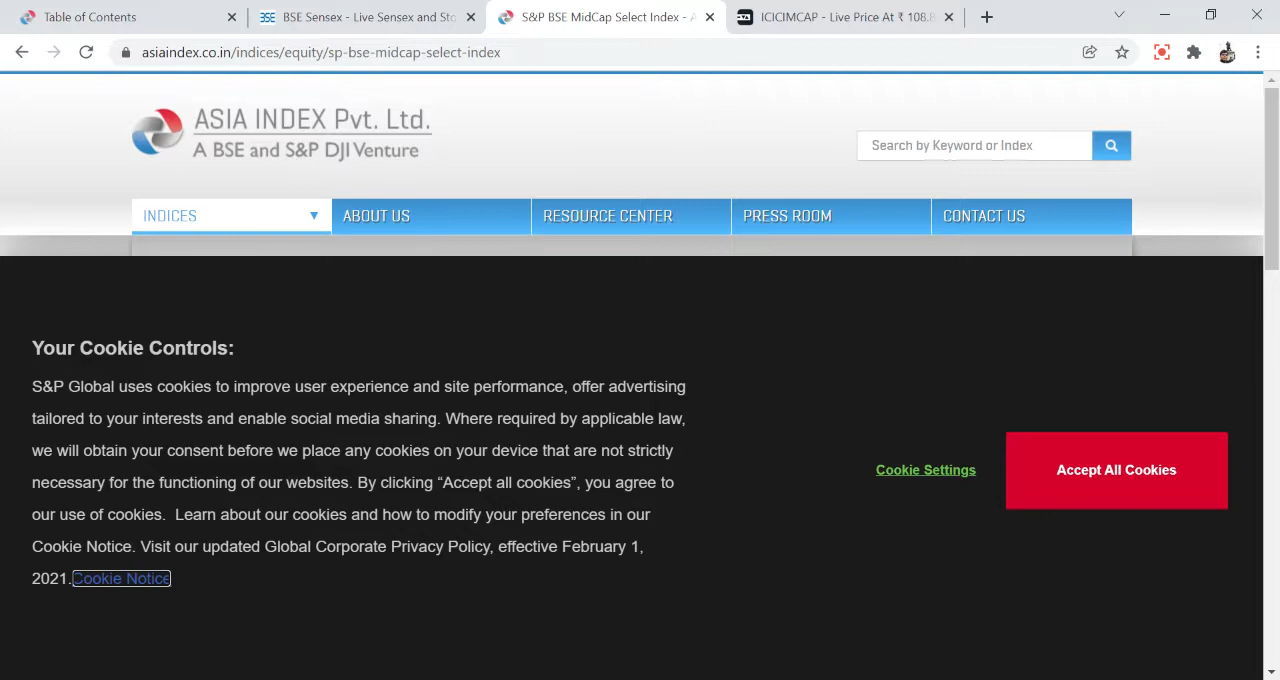 Table of Contents
BSE Sensex - Live Sensex and Sto
S&P BSE MidCap Select Index - A
ICICIMCAP - Live Price At ₹ 108.8
asiaindex.co.in/indices/equity/sp-bse-midcap-select-index
ASIA INDEX Pvt. Ltd.
A BSE and S&P DJI Venture
Search by Keyword or Index
INDICES
ABOUT US
RESOURCE CENTER
PRESS ROOM
CONTACT US
Your Cookie Controls:
S&P Global uses cookies to improve user experience and site performance, offer advertising
tailored to your interests and enable social media sharing. Where required by applicable law,
we will obtain your consent before we place any cookies on your device that are not strictly
necessary for the functioning of our websites. By clicking “Accept all cookies”, you agree to
our use of cookies.  Learn about our cookies and how to modify your preferences in our
Cookie Notice. Visit our updated Global Corporate Privacy Policy, effective February 1,
2021.Cookie Notice
Cookie Settings
Accept All Cookies